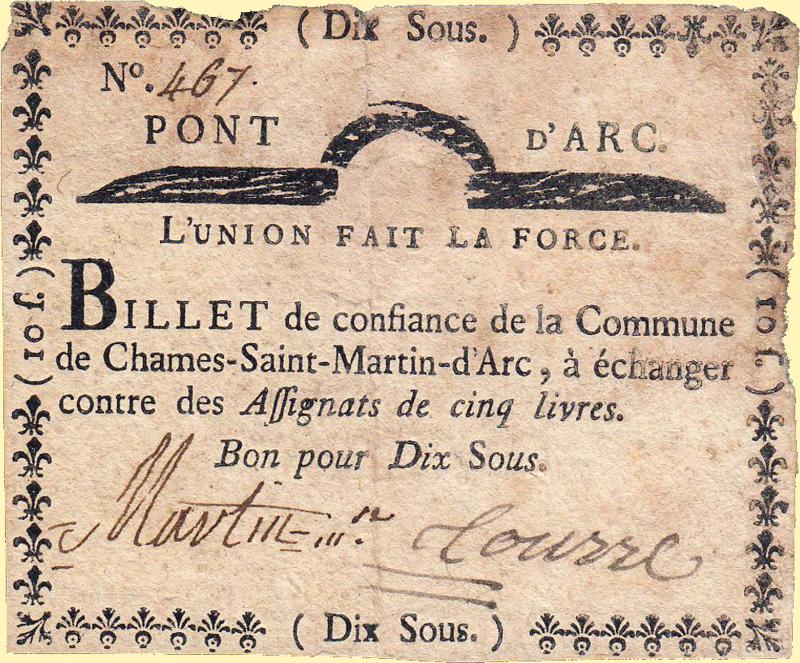 ( Dix Sous. )
No. 467.
PONT D'ARC.
L'UNION FAIT LA FORCE.
BILLET de confiance de la Commune
de Chames-Saint-Martin-d'Arc, à échanger
contre des Aſſignats de cinq livres.
Bon pour Dix Sous.
Martin
( 10 ſ. )
( 10 ſ. )
( Dix Sous. )